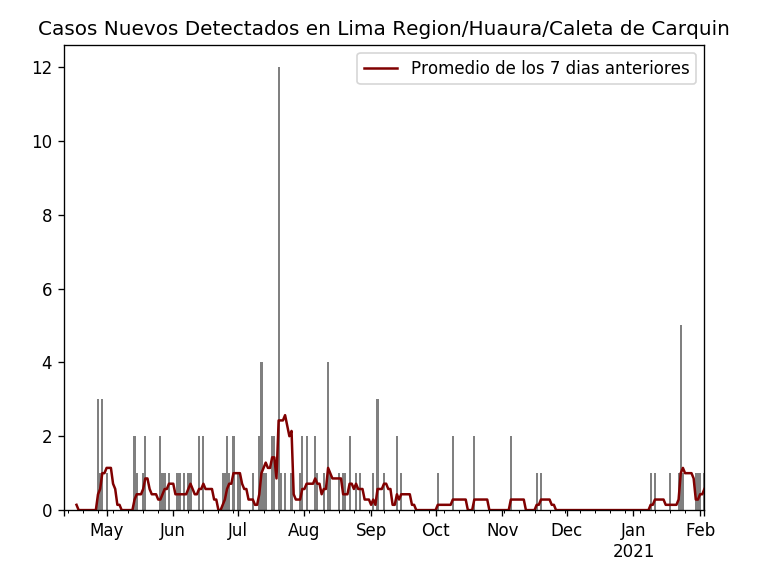 Casos Nuevos Detectados en Lima Region/Huaura/Caleta de Carquin
Promedio de los 7 dias anteriores
12
10
8
6
4
2
0
May Jun Jul Aug Sep Oct Nov Dec Jan Feb
2021